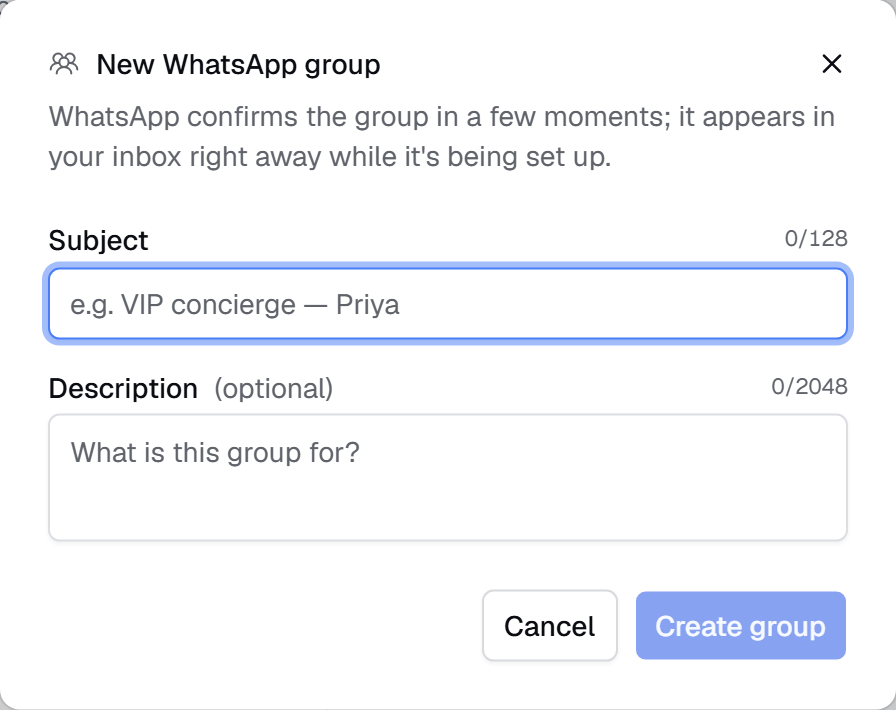 New WhatsApp group
WhatsApp confirms the group in a few moments; it appears in
your inbox right away while it's being set up.
Subject 0/128
e.g. VIP concierge — Priya
Description (optional) 0/2048
What is this group for?
Cancel Create group